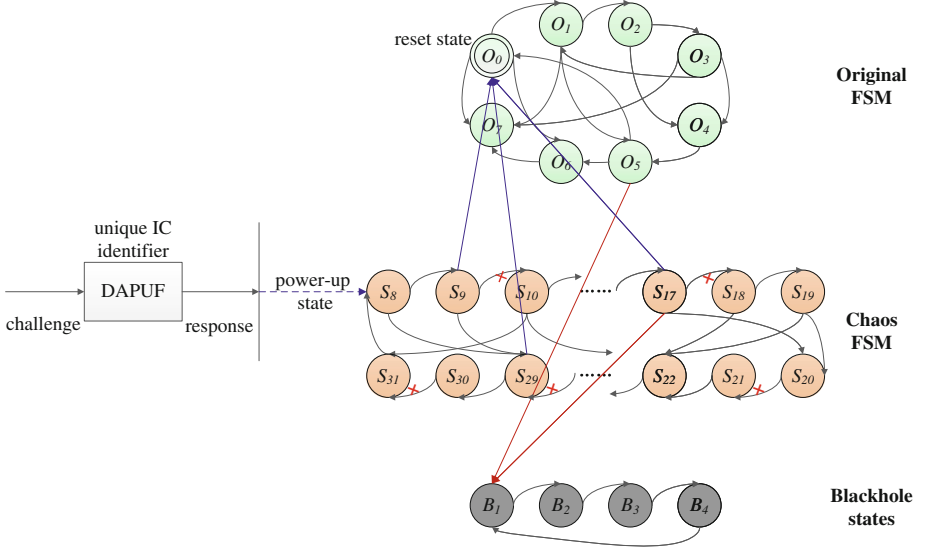 O1 O2
reset state
O0 O3
Original
FSM
O7 O4
O6 O5
unique IC
identifier
DAPUF
challenge
response
power-up
state
S8 S9 S10 ...... S17 S18 S19
Chaos
FSM
S31 S30 S29 ...... S22 S21 S20
B1 B2 B3 B4
Blackhole
states